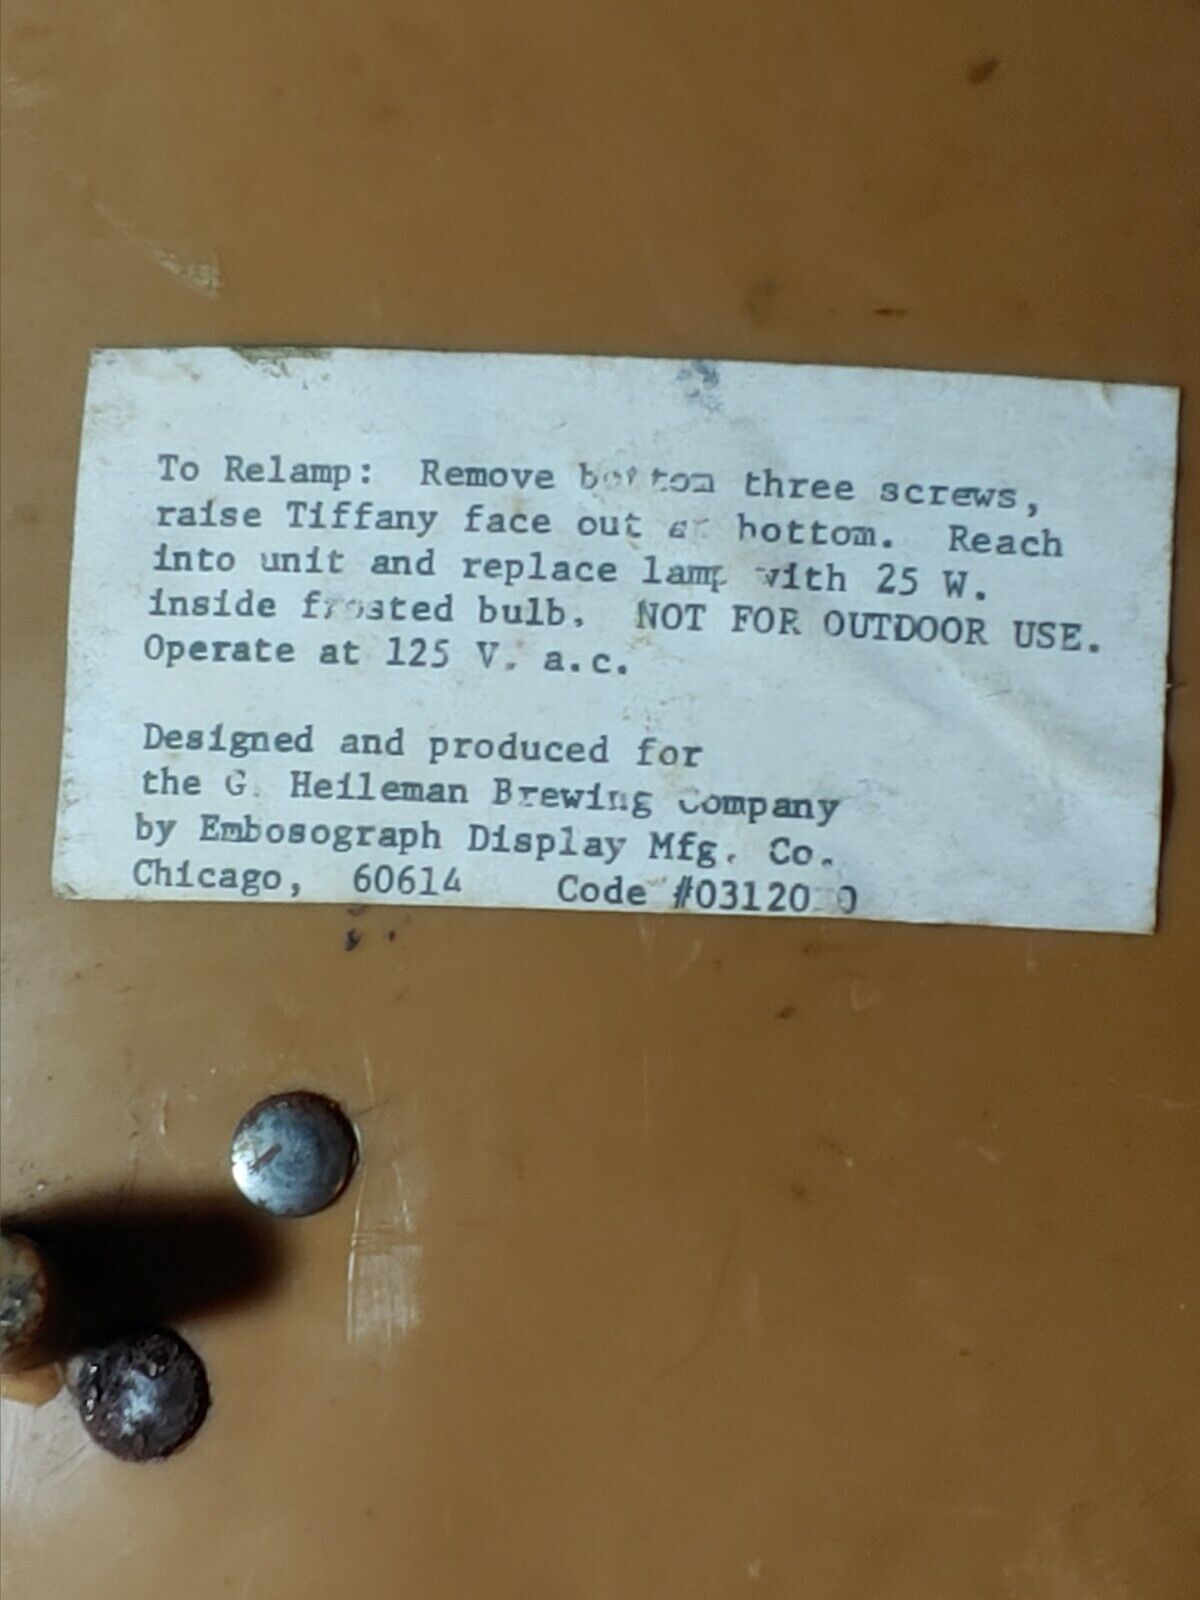 To Relamp: Remove bottom three screws,
raise Tiffany face out at bottom. Reach
into unit and replace lamp with 25 W.
inside frosted bulb. NOT FOR OUTDOOR USE.
Operate at 125 V. a.c.
Designed and produced for
the G. Heileman Brewing Company
by Embosograph Display Mfg. Co.
Chicago, 60614 Code